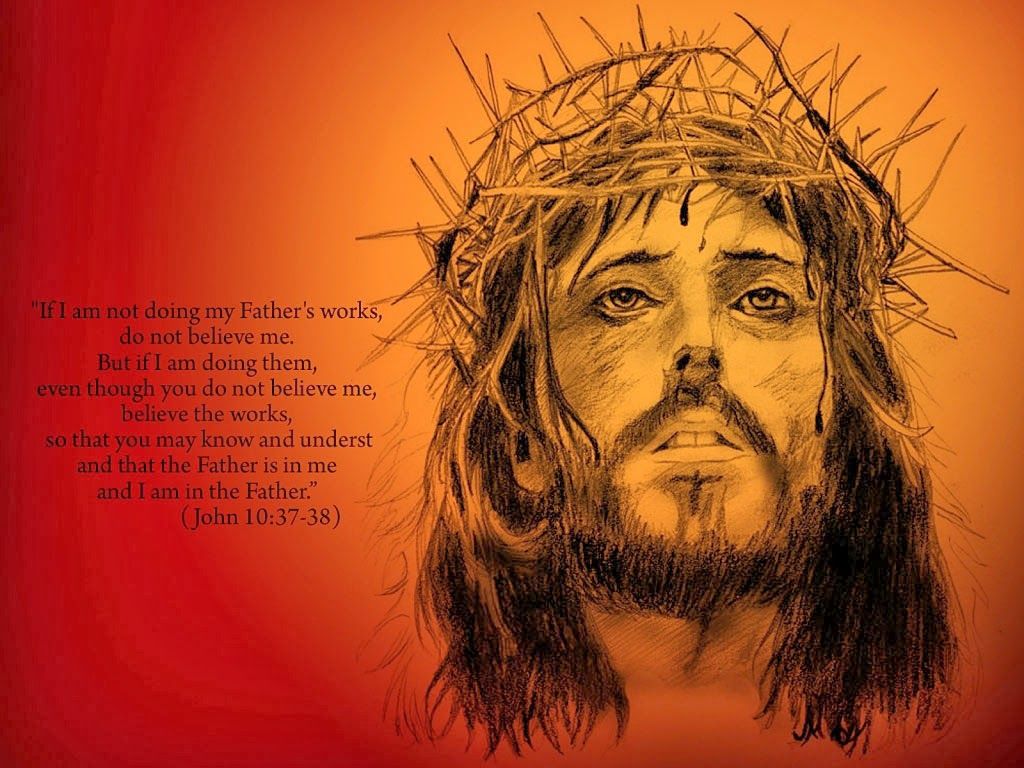 "If I am not doing my Father's works,
do not believe me.
But if I am doing them,
even though you do not believe me,
believe the works,
so that you may know and underst
and that the Father is in me
and I am in the Father.”
( John 10:37-38)